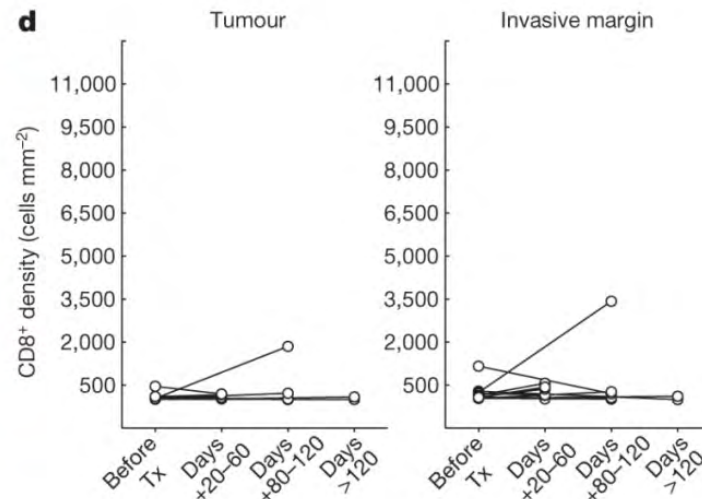 d
Tumour
Invasive margin
CD8+ density (cells mm−2)
11,000
9,500
8,000
6,500
5,000
3,500
2,000
500
Before Tx
Days +20–60
Days +80–120
Days >120
11,000
9,500
8,000
6,500
5,000
3,500
2,000
500
Before Tx
Days +20–60
Days +80–120
Days >120